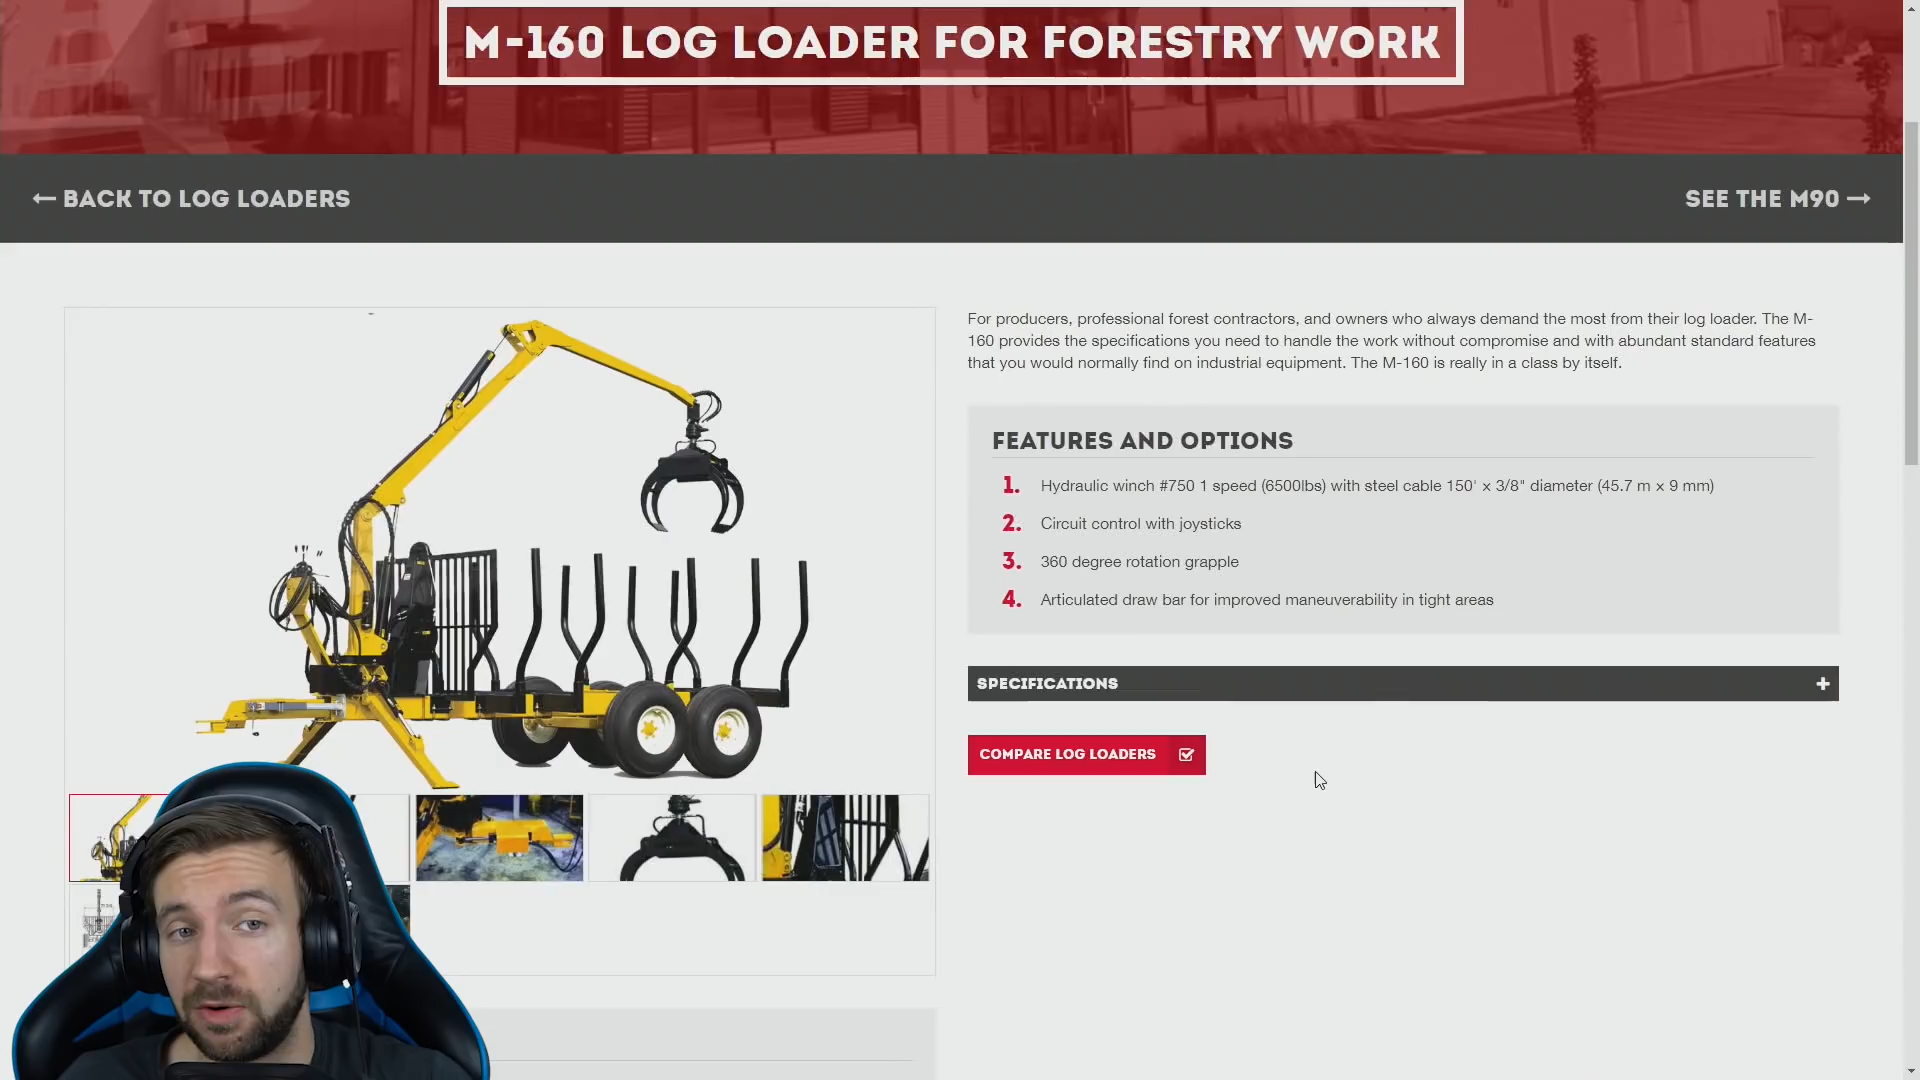 M-160 LOG LOADER FOR FORESTRY WORK
← BACK TO LOG LOADERS
SEE THE M90 →
For producers, professional forest contractors, and owners who always demand the most from their log loader. The M-
160 provides the specifications you need to handle the work without compromise and with abundant standard features
that you would normally find on industrial equipment. The M-160 is really in a class by itself.
FEATURES AND OPTIONS
1. Hydraulic winch #750 1 speed (6500lbs) with steel cable 150' × 3/8" diameter (45.7 m × 9 mm)
2. Circuit control with joysticks
3. 360 degree rotation grapple
4. Articulated draw bar for improved maneuverability in tight areas
SPECIFICATIONS +
COMPARE LOG LOADERS